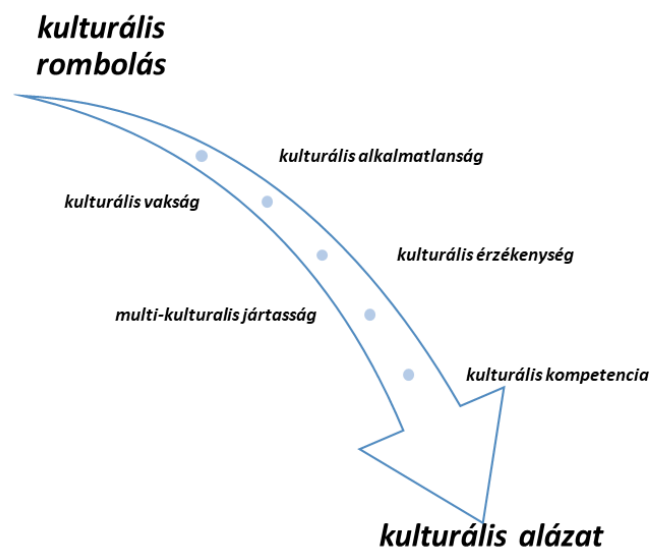 kulturális
rombolás
kulturális alkalmatlanság
kulturális vakság
kulturális érzékenység
multi-kulturalis jártasság
kulturális kompetencia
kulturális alázat